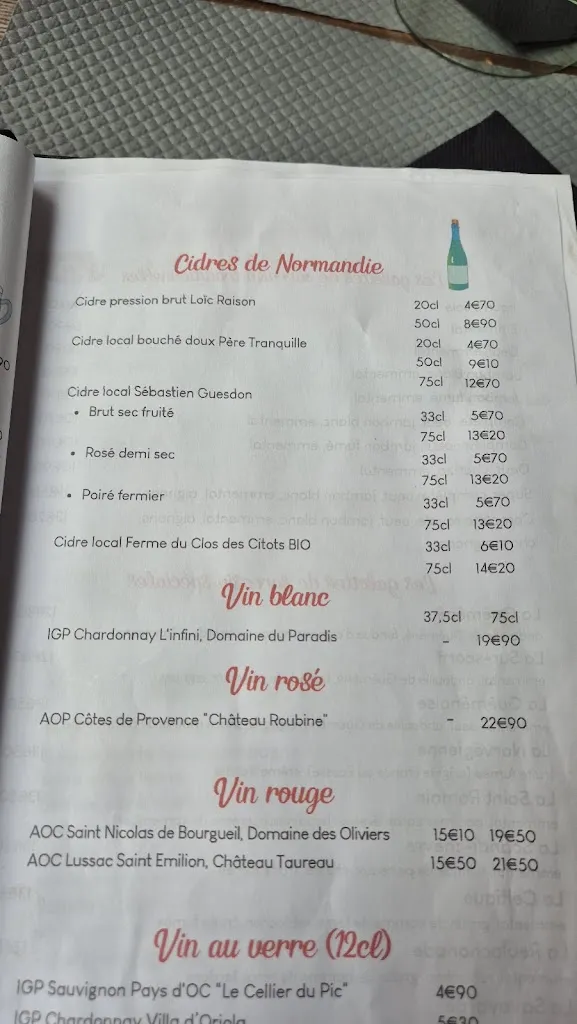 Cidres de Normandie
Cidre pression brut Loïc Raison 20cl 4€70
50cl 8€90
Cidre local bouché doux Père Tranquille 20cl 4€70
50cl 9€10
75cl 12€70
Cidre local Sébastien Guesdon
• Brut sec fruité 33cl 5€70
75cl 13€20
• Rosé demi sec 33cl 5€70
75cl 13€20
• Poiré fermier 33cl 5€70
75cl 13€20
Cidre local Ferme du Clos des Citots BIO 33cl 6€10
75cl 14€20
Vin blanc
37,5cl 75cl
IGP Chardonnay L'infini, Domaine du Paradis - 19€90
Vin rosé
AOP Côtes de Provence "Château Roubine" - 22€90
Vin rouge
AOC Saint Nicolas de Bourgueil, Domaine des Oliviers 15€10 19€50
AOC Lussac Saint Emilion, Château Taureau 15€50 21€50
Vin au verre (12cl)
IGP Sauvignon Pays d'OC "Le Cellier du Pic" 4€90
IGP Chardonnay Villa d'Oriola 5€30